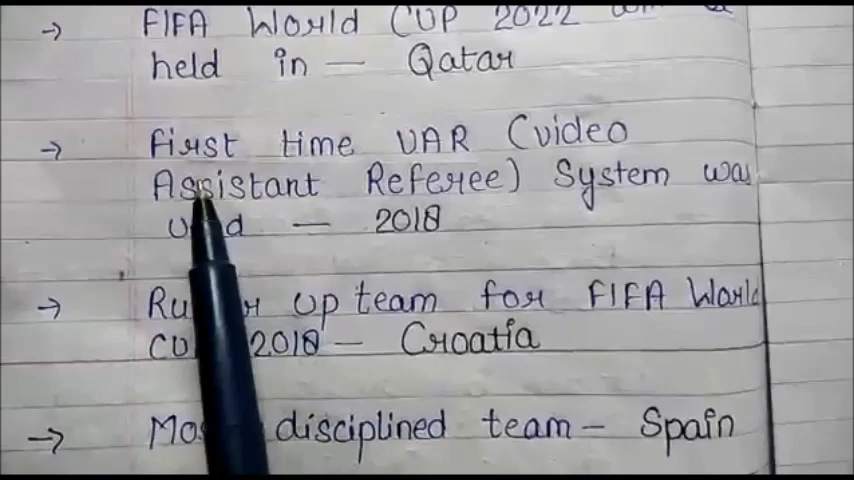 → FIFA World CUP 2022
held in — Qatar
→ First time VAR (video
Assistant Referee) System was
— 2018
→ up team for FIFA World
2018 — Croatia
→ disciplined team — Spain